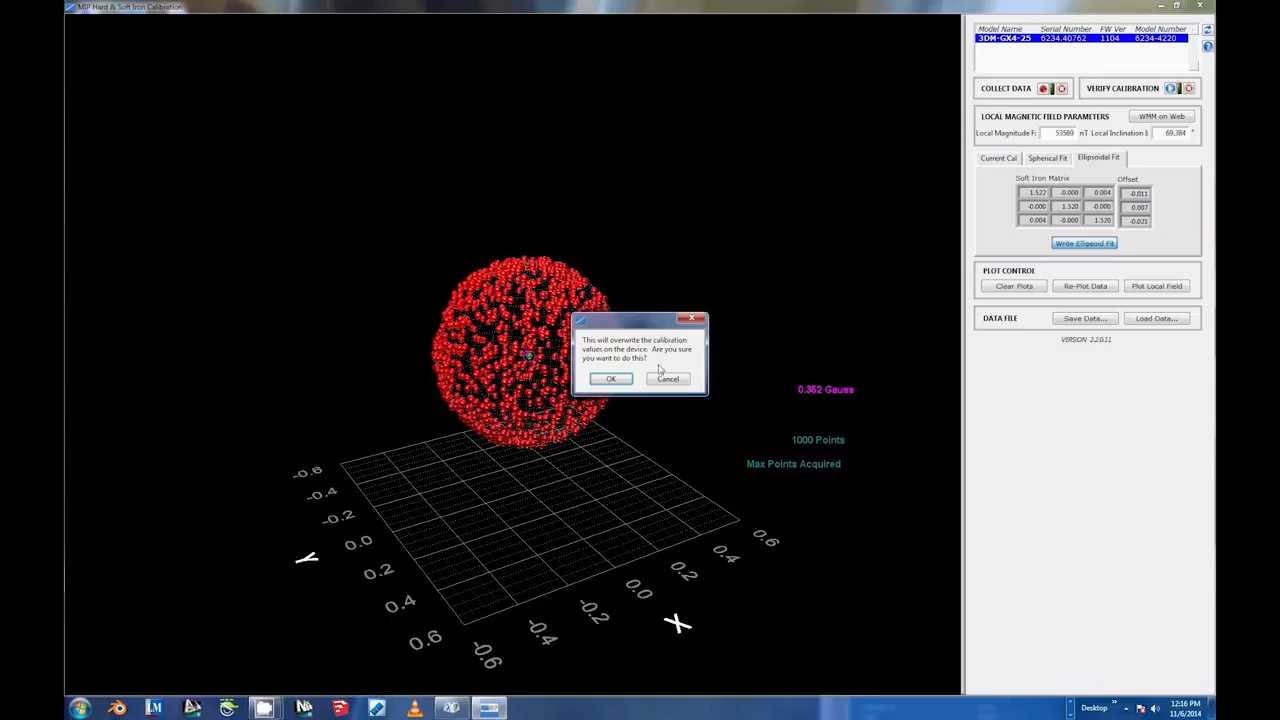 MIP Hard & Soft Iron Calibration
Model Name Serial Number FW Ver Model Number
3DM-GX4-25 6234.40762 1104 6234-4220
COLLECT DATA
VERIFY CALIBRATION
LOCAL MAGNETIC FIELD PARAMETERS
WMM on Web
Local Magnitude F: 53589 nT Local Inclination I: 69.384 °
Current Cal Spherical Fit Ellipsoidal Fit
Soft Iron Matrix Offset
1.522 -0.000 0.004 -0.011
-0.000 1.520 -0.000 0.007
0.004 -0.000 1.520 -0.021
Write Ellipsoid Fit
PLOT CONTROL
Clear Plots Re-Plot Data Plot Local Field
DATA FILE Save Data... Load Data...
VERSION 2.2.0.11
This will overwrite the calibration
values on the device. Are you sure
you want to do this?
OK Cancel
0.352 Gauss
1000 Points
Max Points Acquired
-0.6
-0.4
-0.2
0.0
0.2
0.4
0.6
Y
-0.6
-0.4
-0.2
0.0
0.2
0.4
0.6
X
Desktop
12:16 PM
11/6/2014